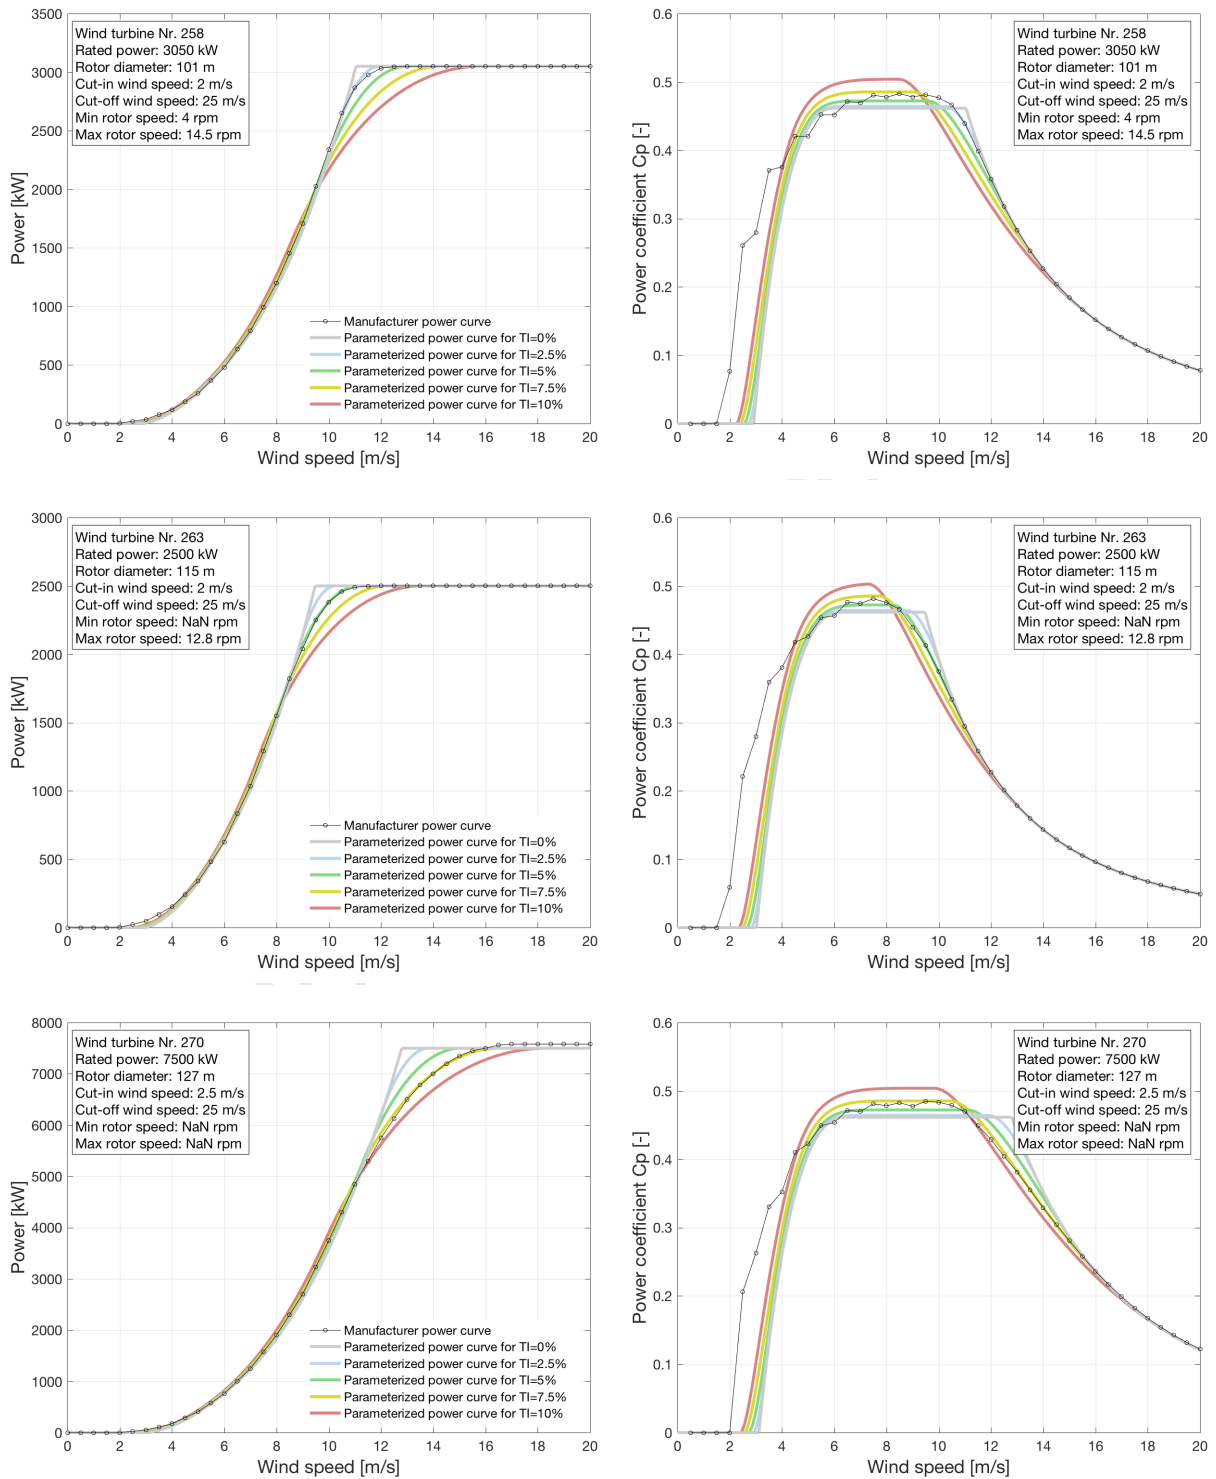 3500
3000
2500
2000
1500
1000
500
0
Power [kW]
Wind turbine Nr. 258
Rated power: 3050 kW
Rotor diameter: 101 m
Cut-in wind speed: 2 m/s
Cut-off wind speed: 25 m/s
Min rotor speed: 4 rpm
Max rotor speed: 14.5 rpm
Manufacturer power curve
Parameterized power curve for TI=0%
Parameterized power curve for TI=2.5%
Parameterized power curve for TI=5%
Parameterized power curve for TI=7.5%
Parameterized power curve for TI=10%
0 2 4 6 8 10 12 14 16 18 20
Wind speed [m/s]
0.6
0.5
0.4
0.3
0.2
0.1
0
Power coefficient Cp [-]
Wind turbine Nr. 258
Rated power: 3050 kW
Rotor diameter: 101 m
Cut-in wind speed: 2 m/s
Cut-off wind speed: 25 m/s
Min rotor speed: 4 rpm
Max rotor speed: 14.5 rpm
0 2 4 6 8 10 12 14 16 18 20
Wind speed [m/s]
3000
2500
2000
1500
1000
500
0
Power [kW]
Wind turbine Nr. 263
Rated power: 2500 kW
Rotor diameter: 115 m
Cut-in wind speed: 2 m/s
Cut-off wind speed: 25 m/s
Min rotor speed: NaN rpm
Max rotor speed: 12.8 rpm
Manufacturer power curve
Parameterized power curve for TI=0%
Parameterized power curve for TI=2.5%
Parameterized power curve for TI=5%
Parameterized power curve for TI=7.5%
Parameterized power curve for TI=10%
0 2 4 6 8 10 12 14 16 18 20
Wind speed [m/s]
0.6
0.5
0.4
0.3
0.2
0.1
0
Power coefficient Cp [-]
Wind turbine Nr. 263
Rated power: 2500 kW
Rotor diameter: 115 m
Cut-in wind speed: 2 m/s
Cut-off wind speed: 25 m/s
Min rotor speed: NaN rpm
Max rotor speed: 12.8 rpm
0 2 4 6 8 10 12 14 16 18 20
Wind speed [m/s]
8000
7000
6000
5000
4000
3000
2000
1000
0
Power [kW]
Wind turbine Nr. 270
Rated power: 7500 kW
Rotor diameter: 127 m
Cut-in wind speed: 2.5 m/s
Cut-off wind speed: 25 m/s
Min rotor speed: NaN rpm
Max rotor speed: NaN rpm
Manufacturer power curve
Parameterized power curve for TI=0%
Parameterized power curve for TI=2.5%
Parameterized power curve for TI=5%
Parameterized power curve for TI=7.5%
Parameterized power curve for TI=10%
0 2 4 6 8 10 12 14 16 18 20
Wind speed [m/s]
0.6
0.5
0.4
0.3
0.2
0.1
0
Power coefficient Cp [-]
Wind turbine Nr. 270
Rated power: 7500 kW
Rotor diameter: 127 m
Cut-in wind speed: 2.5 m/s
Cut-off wind speed: 25 m/s
Min rotor speed: NaN rpm
Max rotor speed: NaN rpm
0 2 4 6 8 10 12 14 16 18 20
Wind speed [m/s]